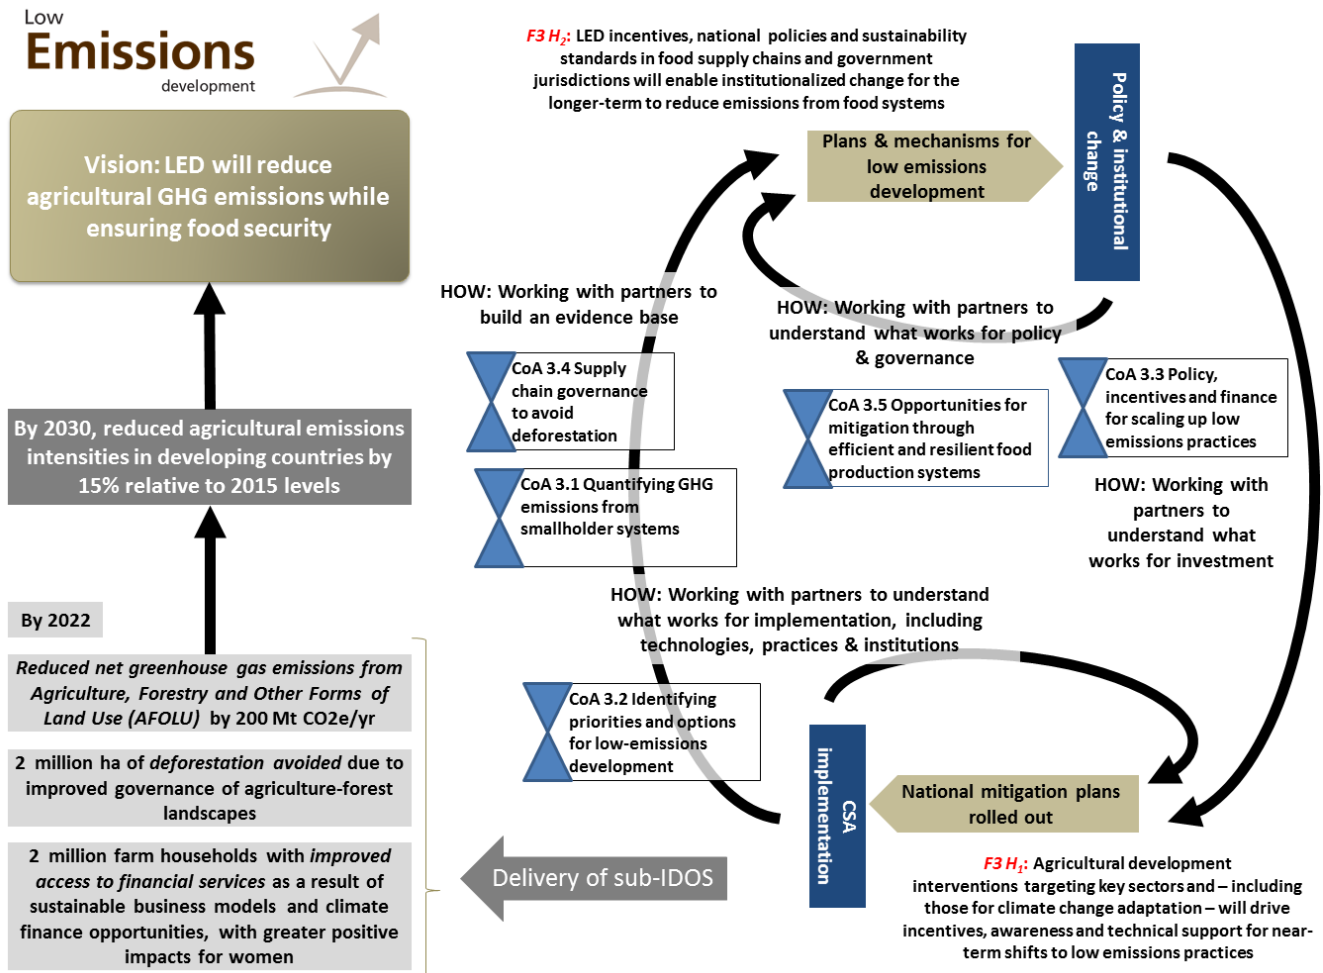 Low
Emissions
development
Vision: LED will reduce
agricultural GHG emissions while
ensuring food security
By 2030, reduced agricultural emissions
intensities in developing countries by
15% relative to 2015 levels
By 2022
Reduced net greenhouse gas emissions from
Agriculture, Forestry and Other Forms of
Land Use (AFOLU) by 200 Mt CO2e/yr
2 million ha of deforestation avoided due to
improved governance of agriculture-forest
landscapes
2 million farm households with improved
access to financial services as a result of
sustainable business models and climate
finance opportunities, with greater positive
impacts for women
F3 H2: LED incentives, national policies and sustainability
standards in food supply chains and government
jurisdictions will enable institutionalized change for the
longer-term to reduce emissions from food systems
Plans & mechanisms for
low emissions
development
Policy & institutional
change
HOW: Working with partners to
build an evidence base
HOW: Working with partners to
understand what works for policy
& governance
CoA 3.4 Supply
chain governance
to avoid
deforestation
CoA 3.5 Opportunities for
mitigation through
efficient and resilient food
production systems
CoA 3.3 Policy,
incentives and finance
for scaling up low
emissions practices
CoA 3.1 Quantifying GHG
emissions from
smallholder systems
HOW: Working with
partners to
understand what
works for investment
HOW: Working with partners to understand
what works for implementation, including
technologies, practices & institutions
CoA 3.2 Identifying
priorities and options
for low-emissions
development
CSA
implementation
National mitigation plans
rolled out
Delivery of sub-IDOS
F3 H1: Agricultural development
interventions targeting key sectors and – including
those for climate change adaptation – will drive
incentives, awareness and technical support for near-
term shifts to low emissions practices